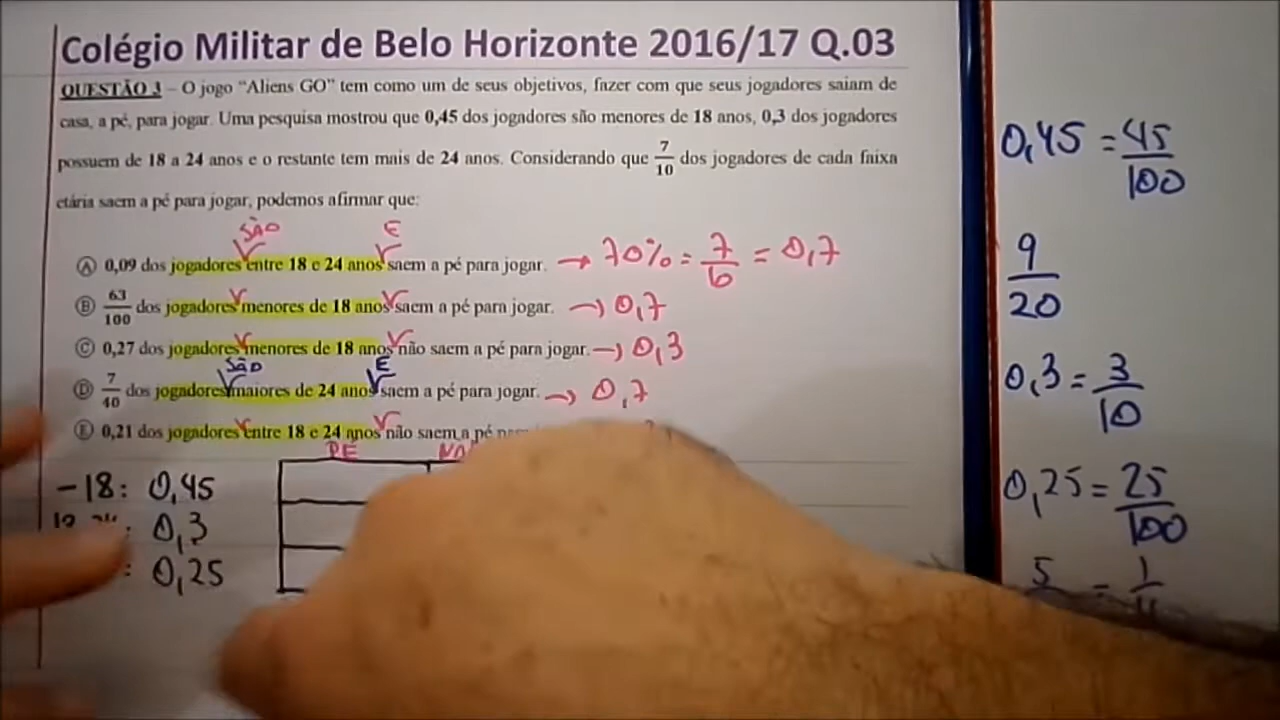 Colégio Militar de Belo Horizonte 2016/17 Q.03
QUESTÃO 3 – O jogo “Aliens GO” tem como um de seus objetivos, fazer com que seus jogadores saiam de
casa, a pé, para jogar. Uma pesquisa mostrou que 0,45 dos jogadores são menores de 18 anos, 0,3 dos jogadores
possuem de 18 a 24 anos e o restante tem mais de 24 anos. Considerando que 7/10 dos jogadores de cada faixa
etária saem a pé para jogar, podemos afirmar que:
SÃO E
A 0,09 dos jogadores entre 18 e 24 anos saem a pé para jogar. → 70% = 7/6 = 0,7
B 63/100 dos jogadores menores de 18 anos saem a pé para jogar. → 0,7
C 0,27 dos jogadores menores de 18 anos não saem a pé para jogar. → 0,3
SÃO E
D 7/40 dos jogadores maiores de 24 anos saem a pé para jogar. → 0,7
E 0,21 dos jogadores entre 18 e 24 anos não saem a pé
PÉ
-18: 0,45
: 0,3
: 0,25
0,45 = 45/100
9/20
0,3 = 3/10
0,25 = 25/100
5 = 1